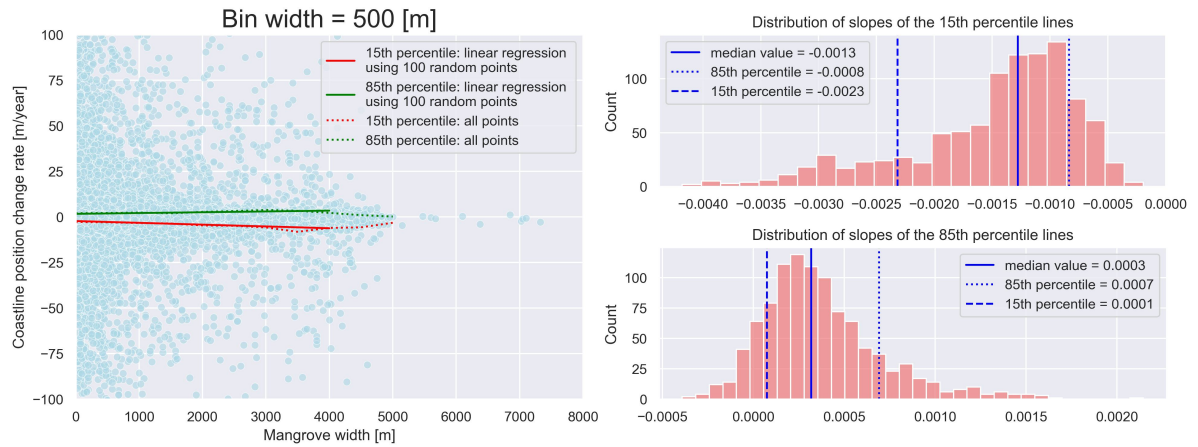 Bin width = 500 [m]
100
75
50
25
0
−25
−50
−75
−100
Coastline position change rate [m/year]
15th percentile: linear regression
using 100 random points
85th percentile: linear regression
using 100 random points
15th percentile: all points
85th percentile: all points
0 1000 2000 3000 4000 5000 6000 7000 8000
Mangrove width [m]
Distribution of slopes of the 15th percentile lines
median value = -0.0013
85th percentile = -0.0008
15th percentile = -0.0023
100
50
0
Count
−0.0040 −0.0035 −0.0030 −0.0025 −0.0020 −0.0015 −0.0010 −0.0005 0.0000
Distribution of slopes of the 85th percentile lines
median value = 0.0003
85th percentile = 0.0007
15th percentile = 0.0001
100
75
50
25
0
Count
−0.0005 0.0000 0.0005 0.0010 0.0015 0.0020